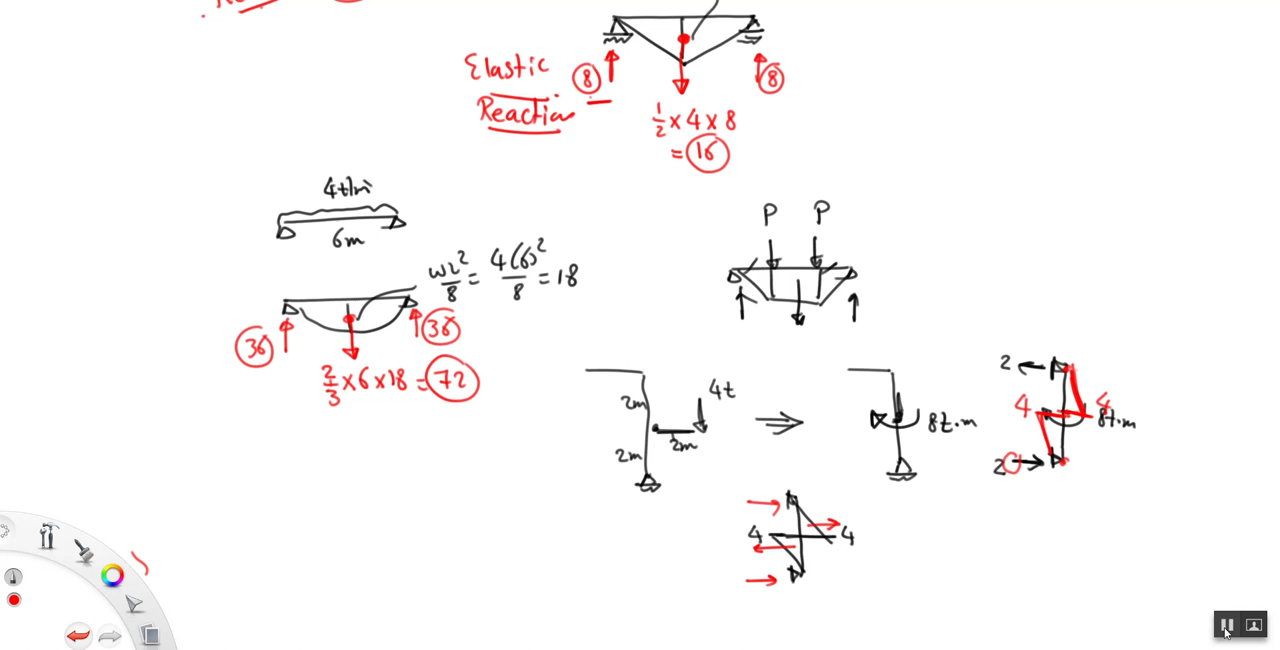 Elastic
Reaction
8
8
1/2 × 4 × 8
= 16
4t/m'
6m
wL²/8 = 4(6)²/8 = 18
36
36
2/3 × 6 × 18 = 72
P P
2m
4t
2m
2m
8t.m
2
4
4
8t.m
2
4
4